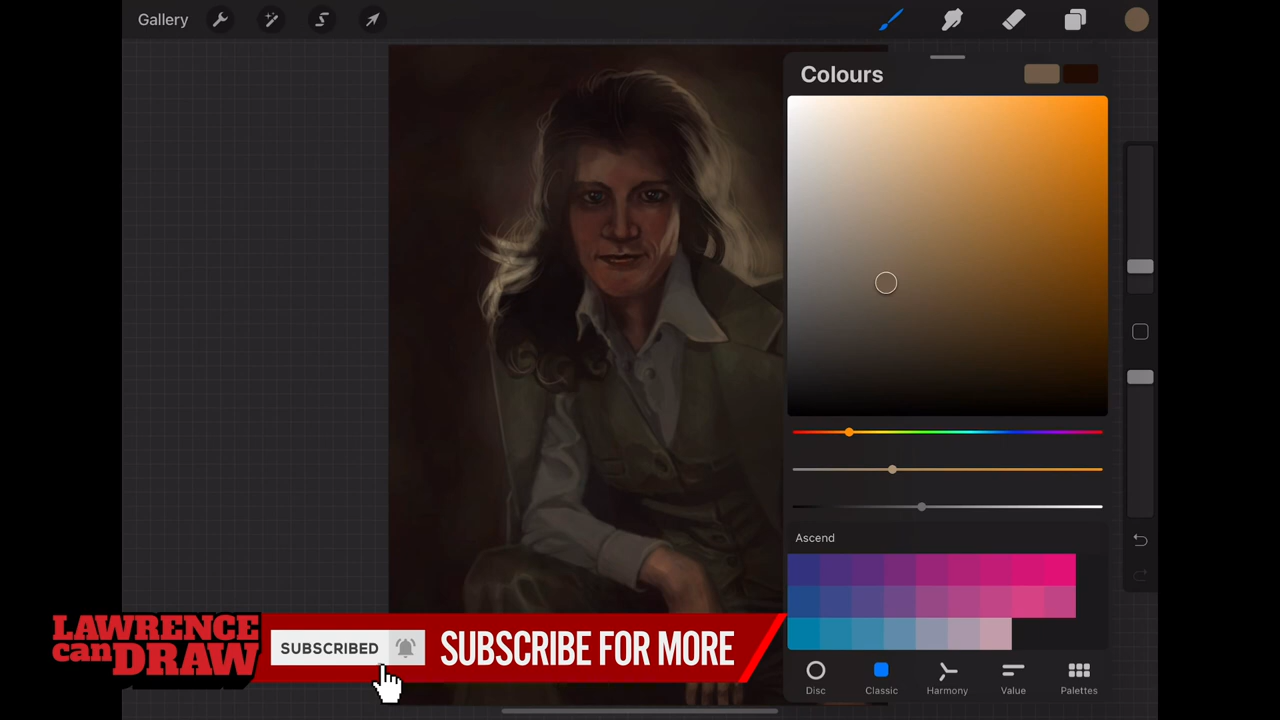 Gallery
Colours
Ascend
Disc
Classic
Harmony
Value
Palettes
LAWRENCE
can DRAW
SUBSCRIBED
SUBSCRIBE FOR MORE